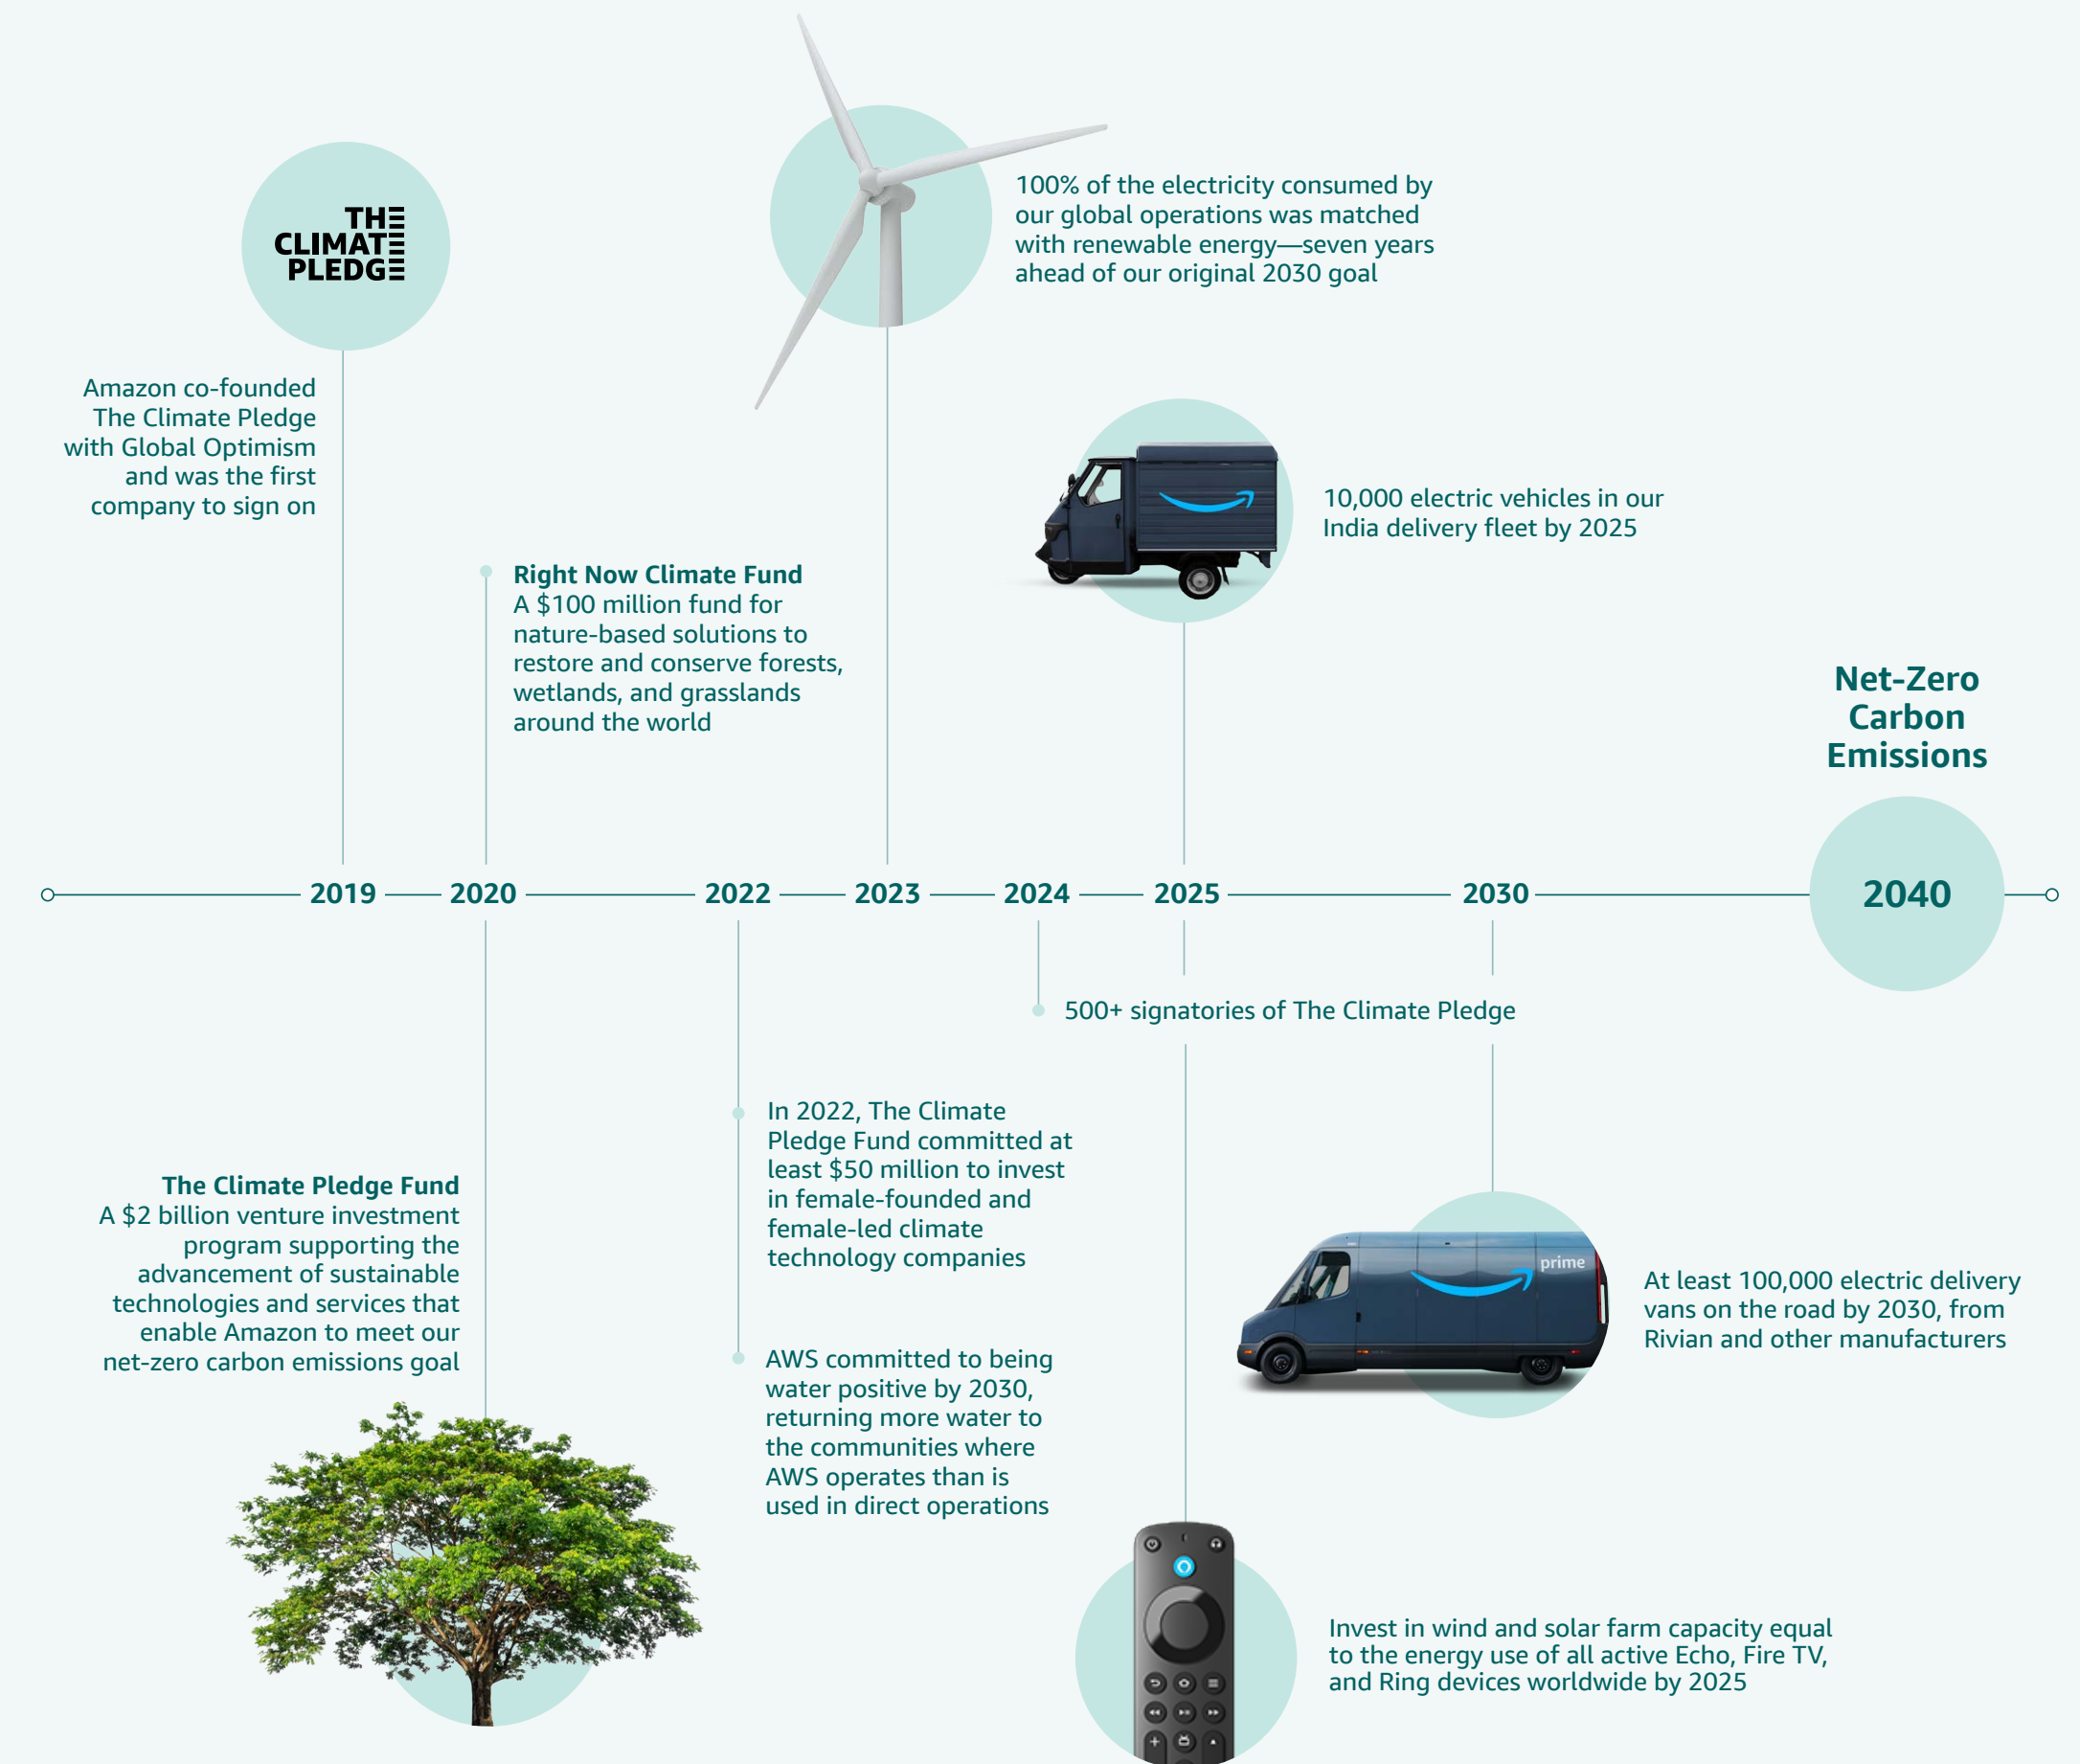 THE
CLIMATE
PLEDGE
Amazon co-founded
The Climate Pledge
with Global Optimism
and was the first
company to sign on
Right Now Climate Fund
A $100 million fund for
nature-based solutions to
restore and conserve forests,
wetlands, and grasslands
around the world
100% of the electricity consumed by
our global operations was matched
with renewable energy—seven years
ahead of our original 2030 goal
10,000 electric vehicles in our
India delivery fleet by 2025
Net-Zero
Carbon
Emissions
2019
2020
2022
2023
2024
2025
2030
2040
500+ signatories of The Climate Pledge
The Climate Pledge Fund
A $2 billion venture investment
program supporting the
advancement of sustainable
technologies and services that
enable Amazon to meet our
net-zero carbon emissions goal
In 2022, The Climate
Pledge Fund committed at
least $50 million to invest
in female-founded and
female-led climate
technology companies
AWS committed to being
water positive by 2030,
returning more water to
the communities where
AWS operates than is
used in direct operations
prime
At least 100,000 electric delivery
vans on the road by 2030, from
Rivian and other manufacturers
Invest in wind and solar farm capacity equal
to the energy use of all active Echo, Fire TV,
and Ring devices worldwide by 2025